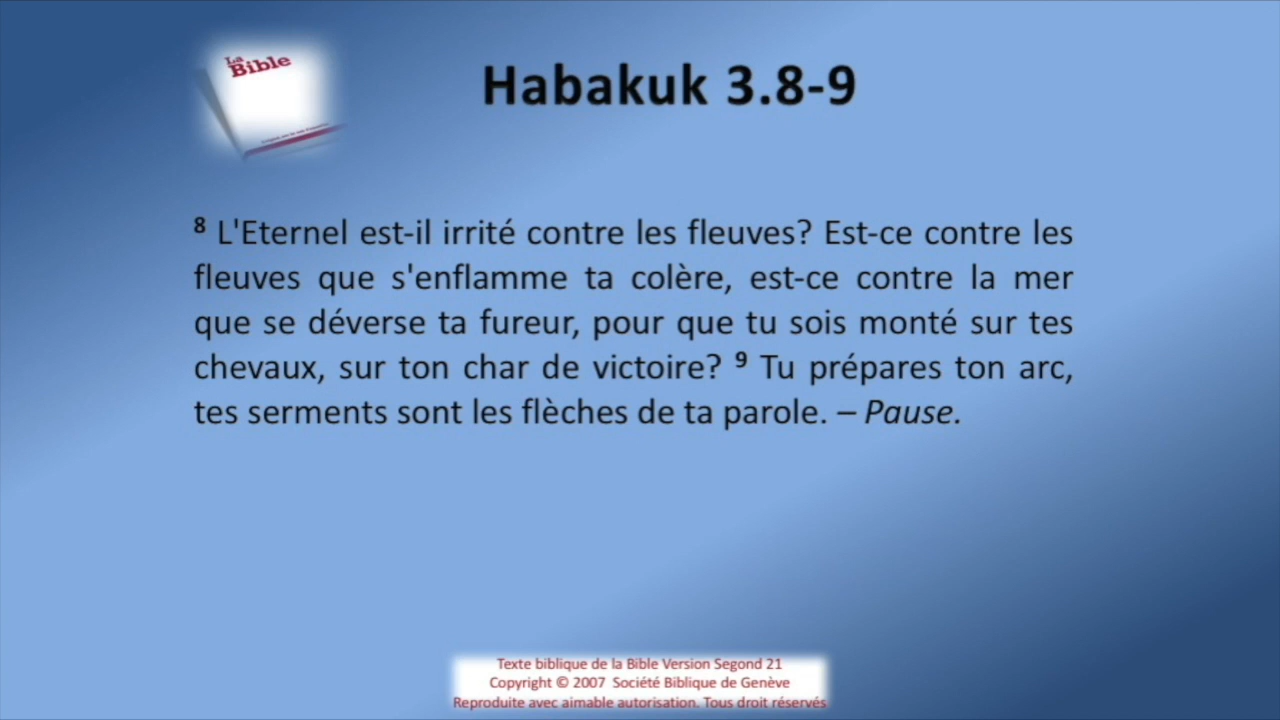 La
Bible
Habakuk 3.8-9
8 L'Eternel est-il irrité contre les fleuves? Est-ce contre les
fleuves que s'enflamme ta colère, est-ce contre la mer
que se déverse ta fureur, pour que tu sois monté sur tes
chevaux, sur ton char de victoire? 9 Tu prépares ton arc,
tes serments sont les flèches de ta parole. – Pause.
Texte biblique de la Bible Version Segond 21
Copyright © 2007 Société Biblique de Genève
Reproduite avec aimable autorisation. Tous droit réservés